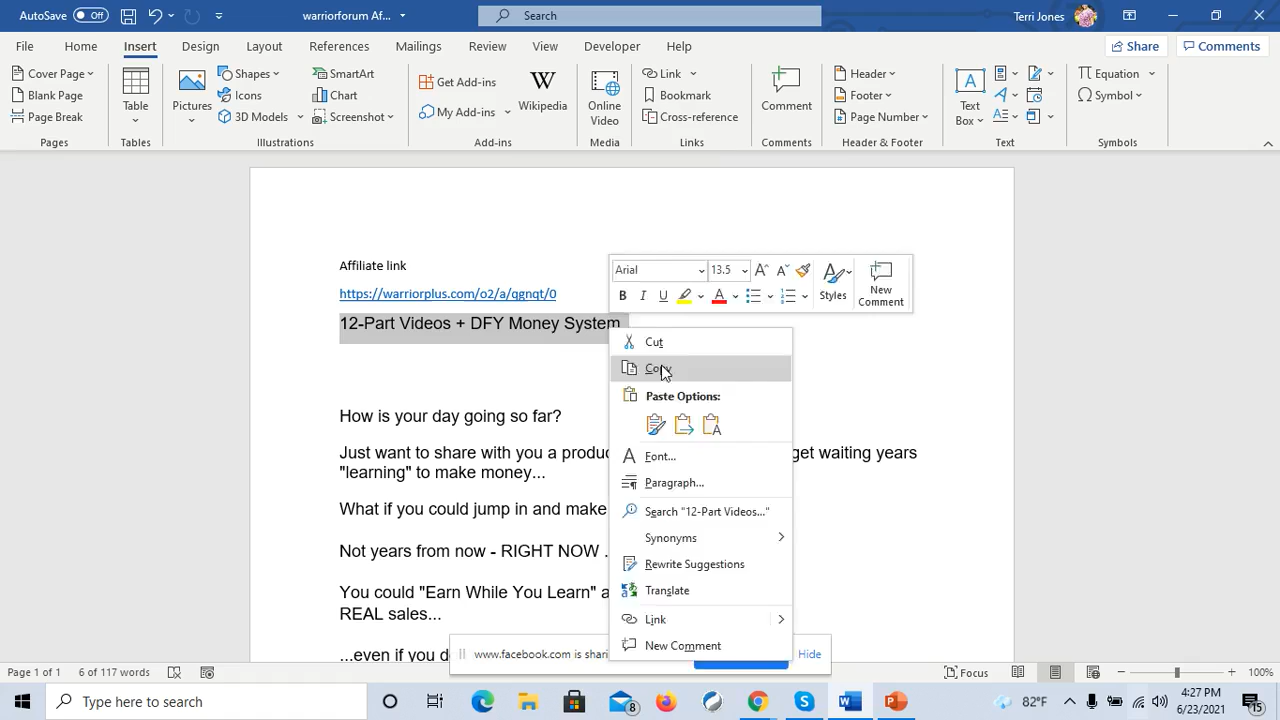 AutoSave Off warriorforum Af... Search Terri Jones
File Home Insert Design Layout References Mailings Review View Developer Help Share Comments
Cover Page
Blank Page
Page Break
Pages
Table
Tables
Pictures
Shapes
Icons
3D Models
SmartArt
Chart
Screenshot
Illustrations
Get Add-ins
My Add-ins
Wikipedia
Add-ins
Online
Video
Media
Link
Bookmark
Cross-reference
Links
Comment
Comments
Header
Footer
Page Number
Header & Footer
Text
Box
Text
Equation
Symbol
Symbols
Affiliate link
https://warriorplus.com/o2/a/qgnqt/0
12-Part Videos + DFY Money System
How is your day going so far?
Just want to share with you a produ get waiting years
"learning" to make money...
What if you could jump in and make
Not years from now - RIGHT NOW .
You could "Earn While You Learn" a
REAL sales...
Arial 13.5
B I U
Styles
New
Comment
Cut
Copy
Paste Options:
Font...
Paragraph...
Search "12-Part Videos..."
Synonyms
Rewrite Suggestions
Translate
Link
New Comment
www.facebook.com is shari Hide
Page 1 of 1 6 of 117 words Focus 100%
Type here to search 8 82°F 4:27 PM
6/23/2021 15